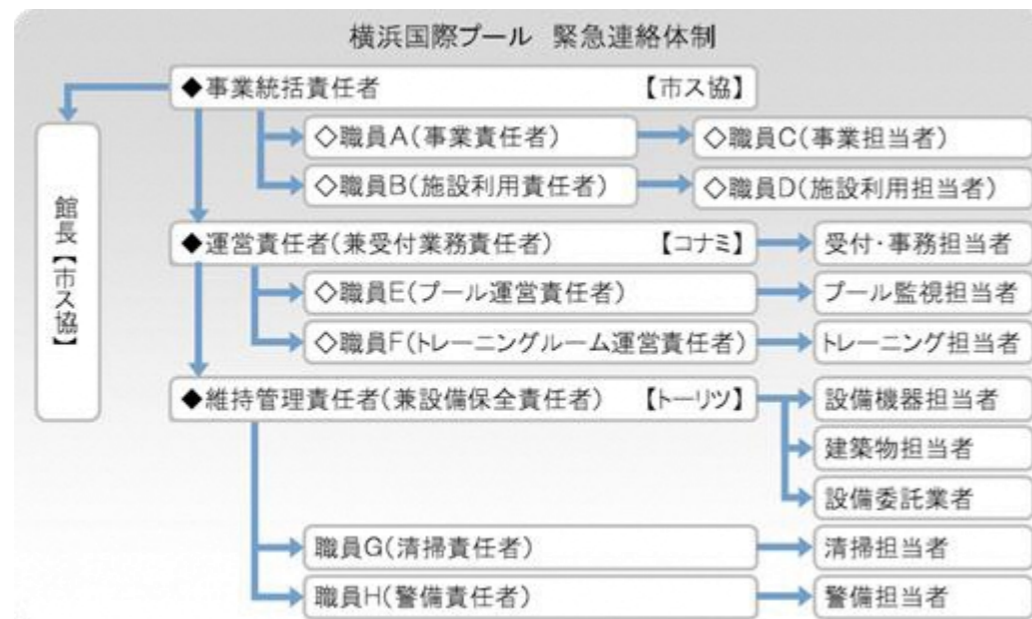 横浜国際プール 緊急連絡体制
◆事業統括責任者 【市ス協】
◇職員A(事業責任者)
◇職員C(事業担当者)
◇職員B(施設利用責任者)
◇職員D(施設利用担当者)
館長【市ス協】
◆運営責任者(兼受付業務責任者) 【コナミ】
受付・事務担当者
◇職員E(プール運営責任者)
プール監視担当者
◇職員F(トレーニングルーム運営責任者)
トレーニング担当者
◆維持管理責任者(兼設備保全責任者) 【トーリツ】
設備機器担当者
建築物担当者
設備委託業者
職員G(清掃責任者)
清掃担当者
職員H(警備責任者)
警備担当者